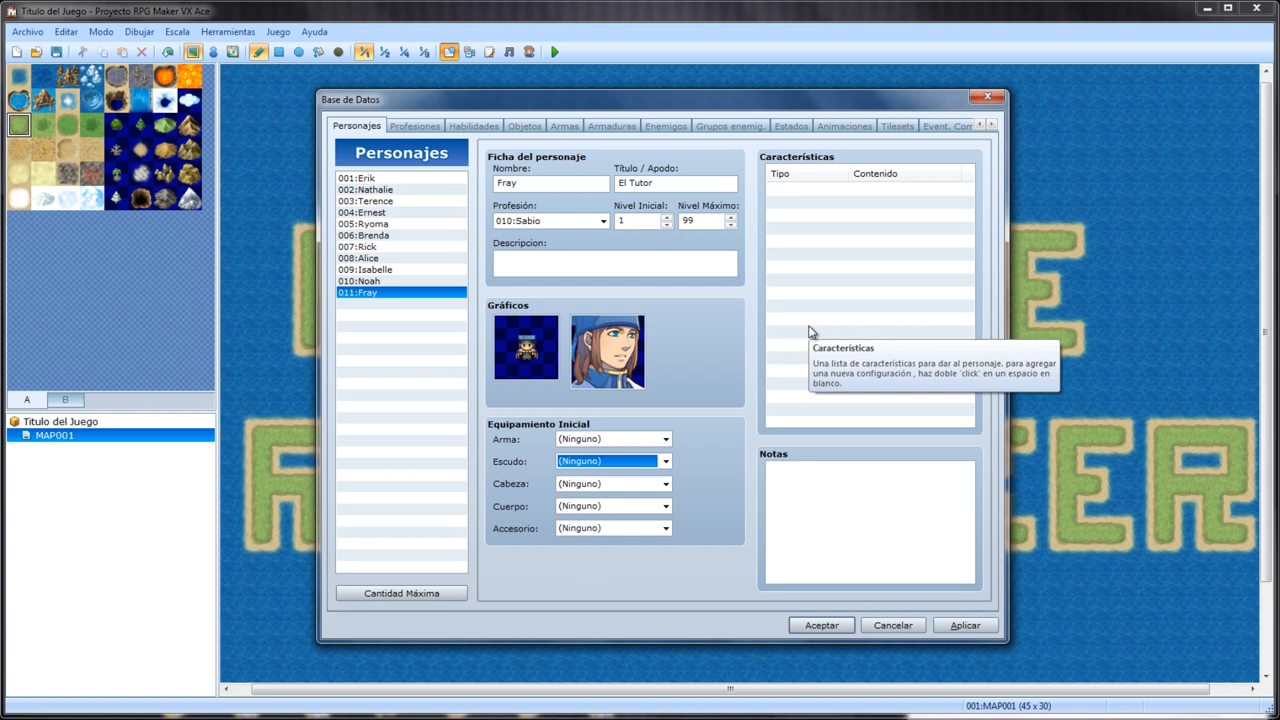 Titulo del Juego - Proyecto RPG Maker VX Ace
Archivo Editar Modo Dibujar Escala Herramientas Juego Ayuda
A B
Titulo del Juego
MAP001
Base de Datos
Personajes Profesiones Habilidades Objetos Armas Armaduras Enemigos Grupos enemig. Estados Animaciones Tilesets Event. Com
Personajes
001:Erik
002:Nathalie
003:Terence
004:Ernest
005:Ryoma
006:Brenda
007:Rick
008:Alice
009:Isabelle
010:Noah
011:Fray
Cantidad Máxima
Ficha del personaje
Nombre: Título / Apodo:
Fray El Tutor
Profesión: Nivel Inicial: Nivel Máximo:
010:Sabio 1 99
Descripcion:
Gráficos
Equipamiento Inicial
Arma: (Ninguno)
Escudo: (Ninguno)
Cabeza: (Ninguno)
Cuerpo: (Ninguno)
Accesorio: (Ninguno)
Características
Tipo Contenido
Características
Una lista de características para dar al personaje. para agregar
una nueva configuración , haz doble 'click' en un espacio en
blanco.
Notas
Aceptar Cancelar Aplicar
001:MAP001 (45 x 30)